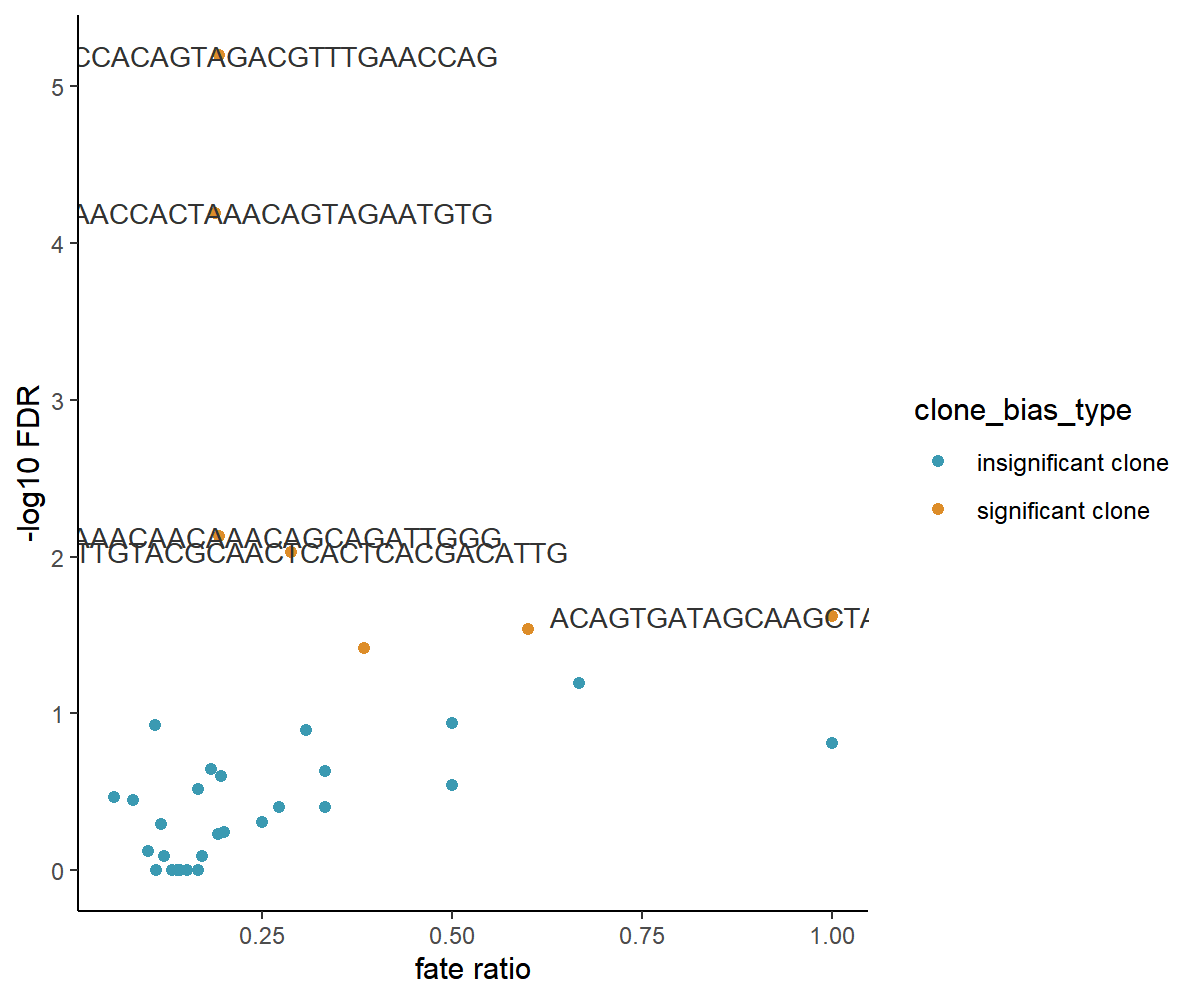 CCACAGTAGACGTTTGAACCAG
5
AACCACTAAACAGTAGAATGTG
4
3
-log10 FDR
clone_bias_type
insignificant clone
significant clone
AAACAACAAACAGCAGATTGGG
2
TTGTACGCAACTCACTCACGACATTG
ACAGTGATAGCAAGCTA
1
0
0.25 0.50 0.75 1.00
fate ratio